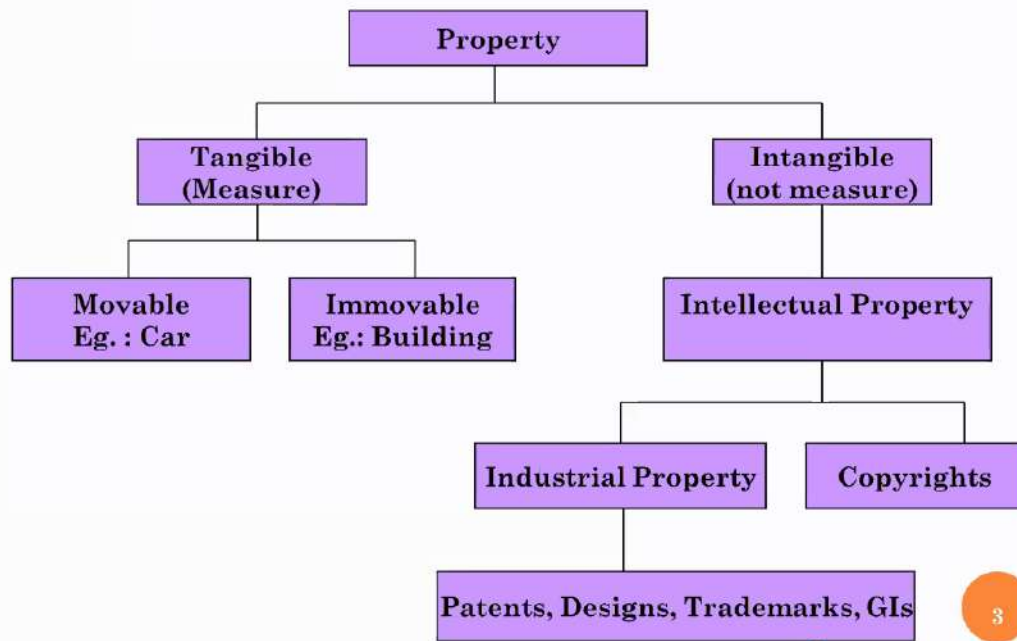 Property
Tangible
(Measure)
Intangible
(not measure)
Movable
Eg. : Car
Immovable
Eg.: Building
Intellectual Property
Industrial Property
Copyrights
Patents, Designs, Trademarks, GIs
3